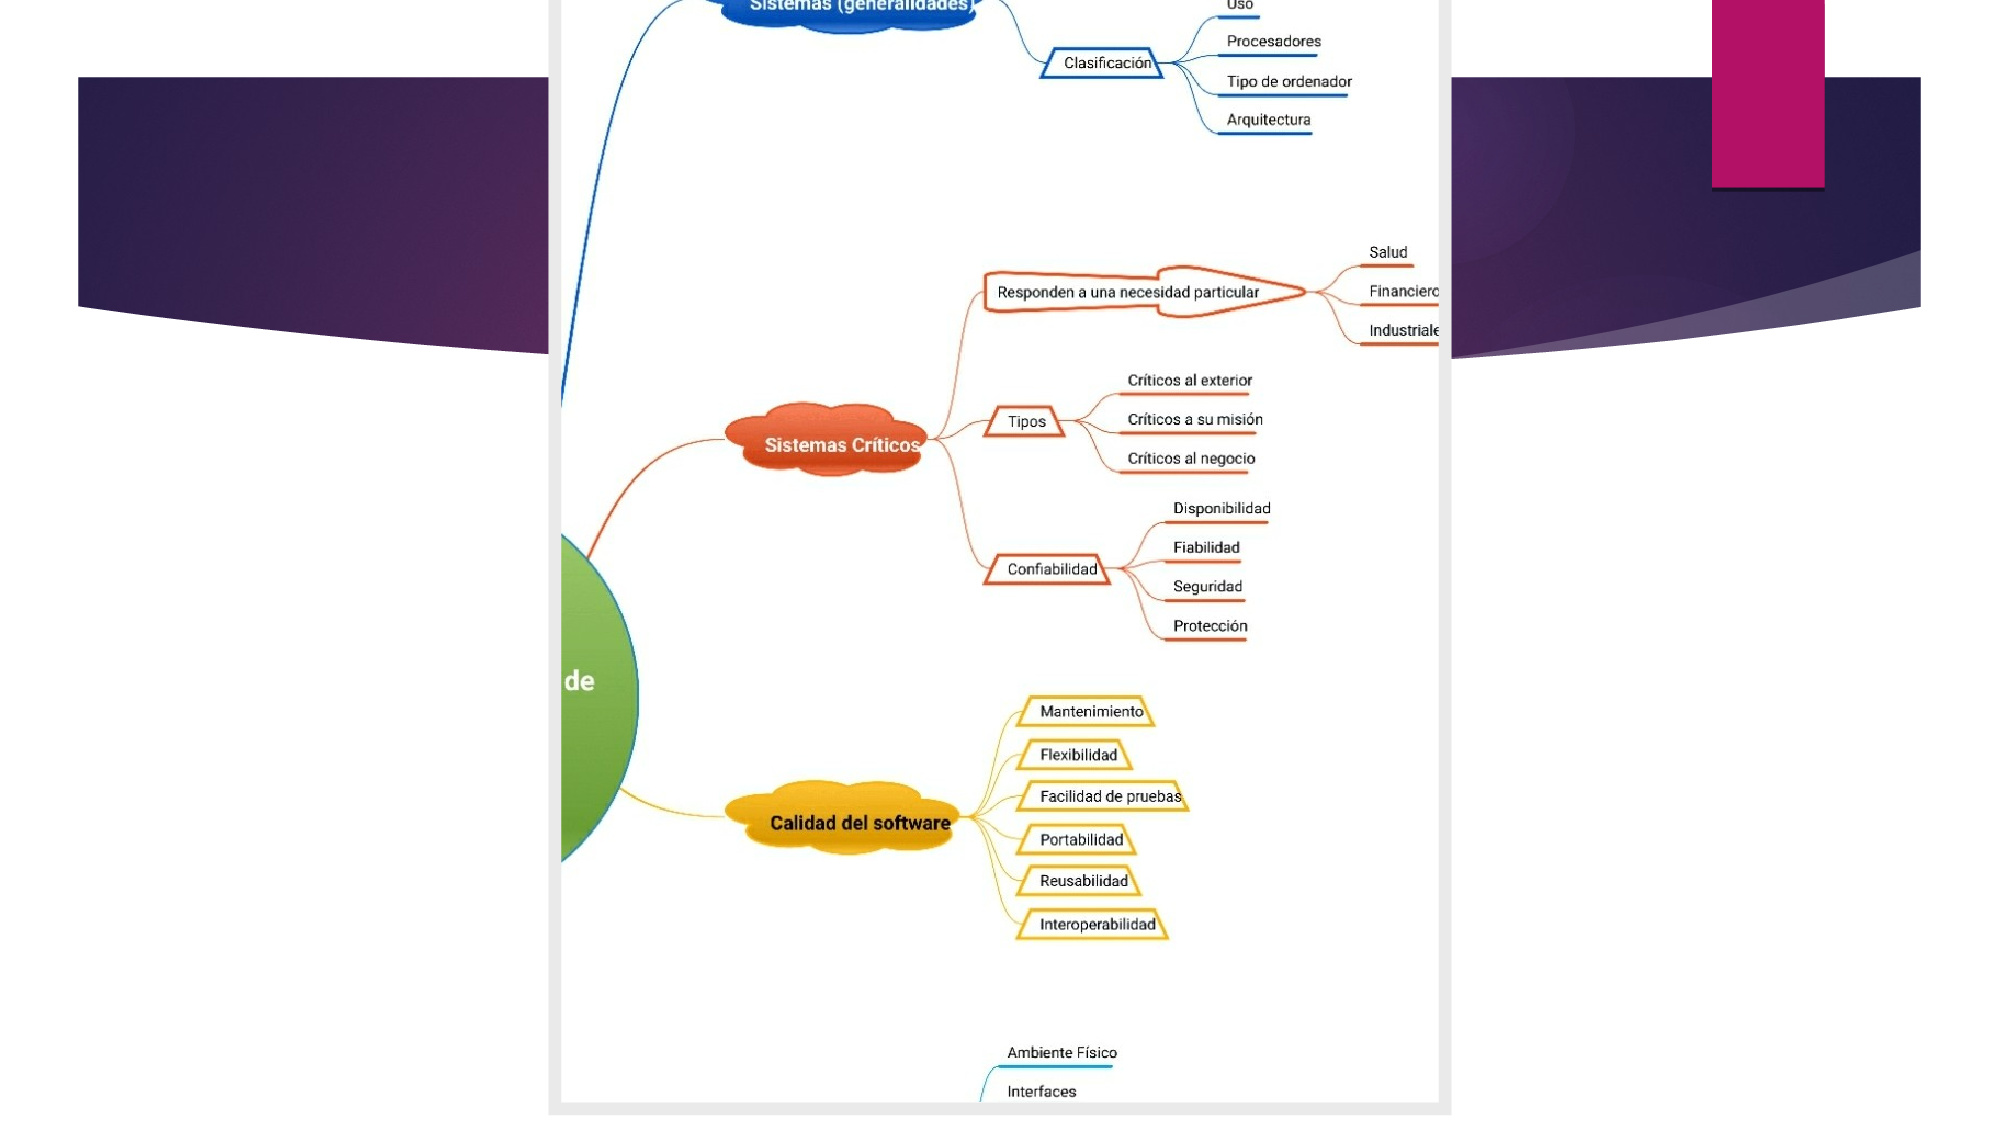 Sistemas (generalidades)
Uso
Procesadores
Clasificación
Tipo de ordenador
Arquitectura
Salud
Responden a una necesidad particular
Financiero
Industriale
Críticos al exterior
Tipos
Críticos a su misión
Sistemas Críticos
Críticos al negocio
Disponibilidad
Fiabilidad
Confiabilidad
Seguridad
Protección
de
Mantenimiento
Flexibilidad
Facilidad de pruebas
Calidad del software
Portabilidad
Reusabilidad
Interoperabilidad
Ambiente Físico
Interfaces